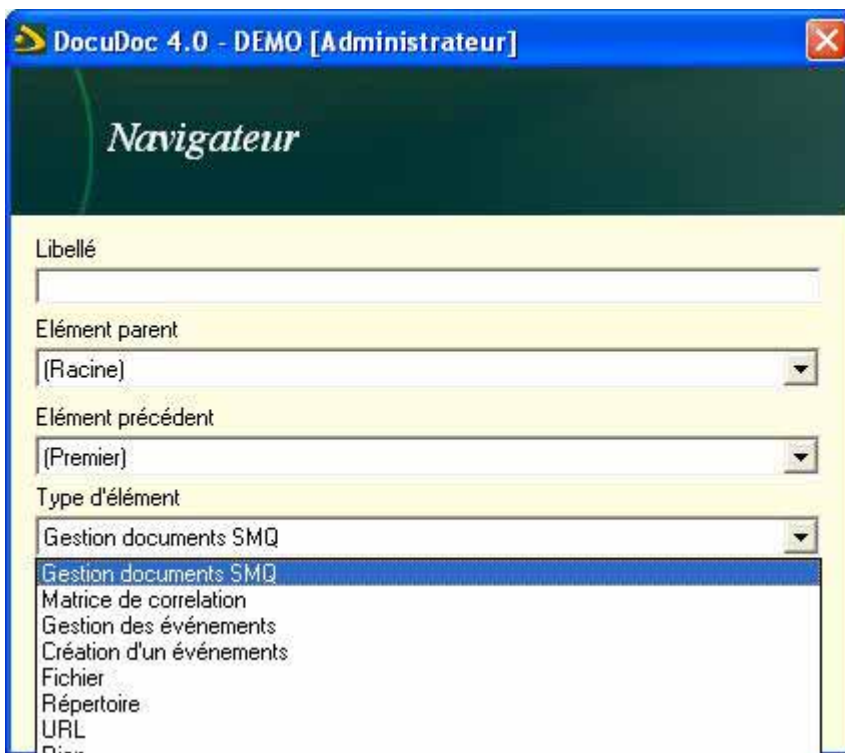 DocuDoc 4.0 - DEMO [Administrateur]
Navigateur
Libellé
Elément parent
(Racine)
Elément précédent
(Premier)
Type d'élément
Gestion documents SMQ
Gestion documents SMQ
Matrice de correlation
Gestion des événements
Création d'un événements
Fichier
Répertoire
URL